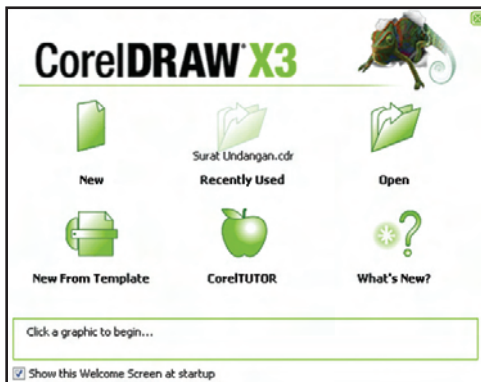 CorelDRAW X3
Surat Undangan.cdr
New Recently Used Open
New From Template CorelTUTOR What's New?
Click a graphic to begin...
Show this Welcome Screen at startup